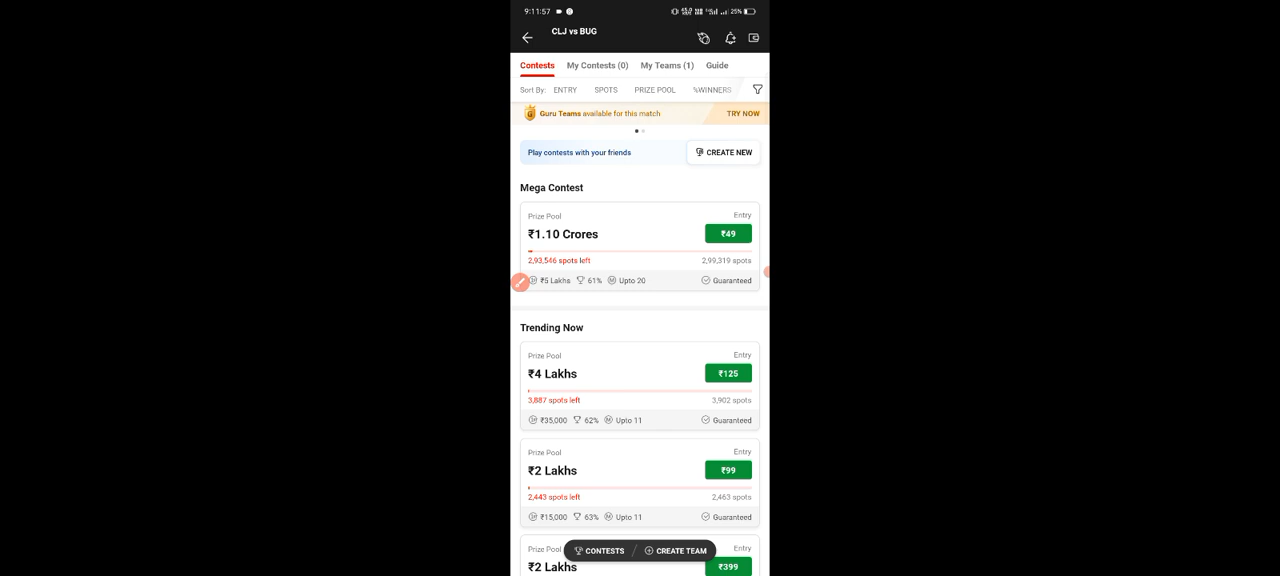 9:11:57
25%
CLJ vs BUG
Contests My Contests (0) My Teams (1) Guide
Sort By: ENTRY SPOTS PRIZE POOL %WINNERS
Guru Teams available for this match TRY NOW
Play contests with your friends CREATE NEW
Mega Contest
Prize Pool Entry
₹1.10 Crores ₹49
2,93,546 spots left 2,99,319 spots
₹5 Lakhs 61% Upto 20 Guaranteed
Trending Now
Prize Pool Entry
₹4 Lakhs ₹125
3,887 spots left 3,902 spots
₹35,000 62% Upto 11 Guaranteed
Prize Pool Entry
₹2 Lakhs ₹99
2,443 spots left 2,463 spots
₹15,000 63% Upto 11 Guaranteed
Prize Pool Entry
CONTESTS / CREATE TEAM
₹2 Lakhs ₹399